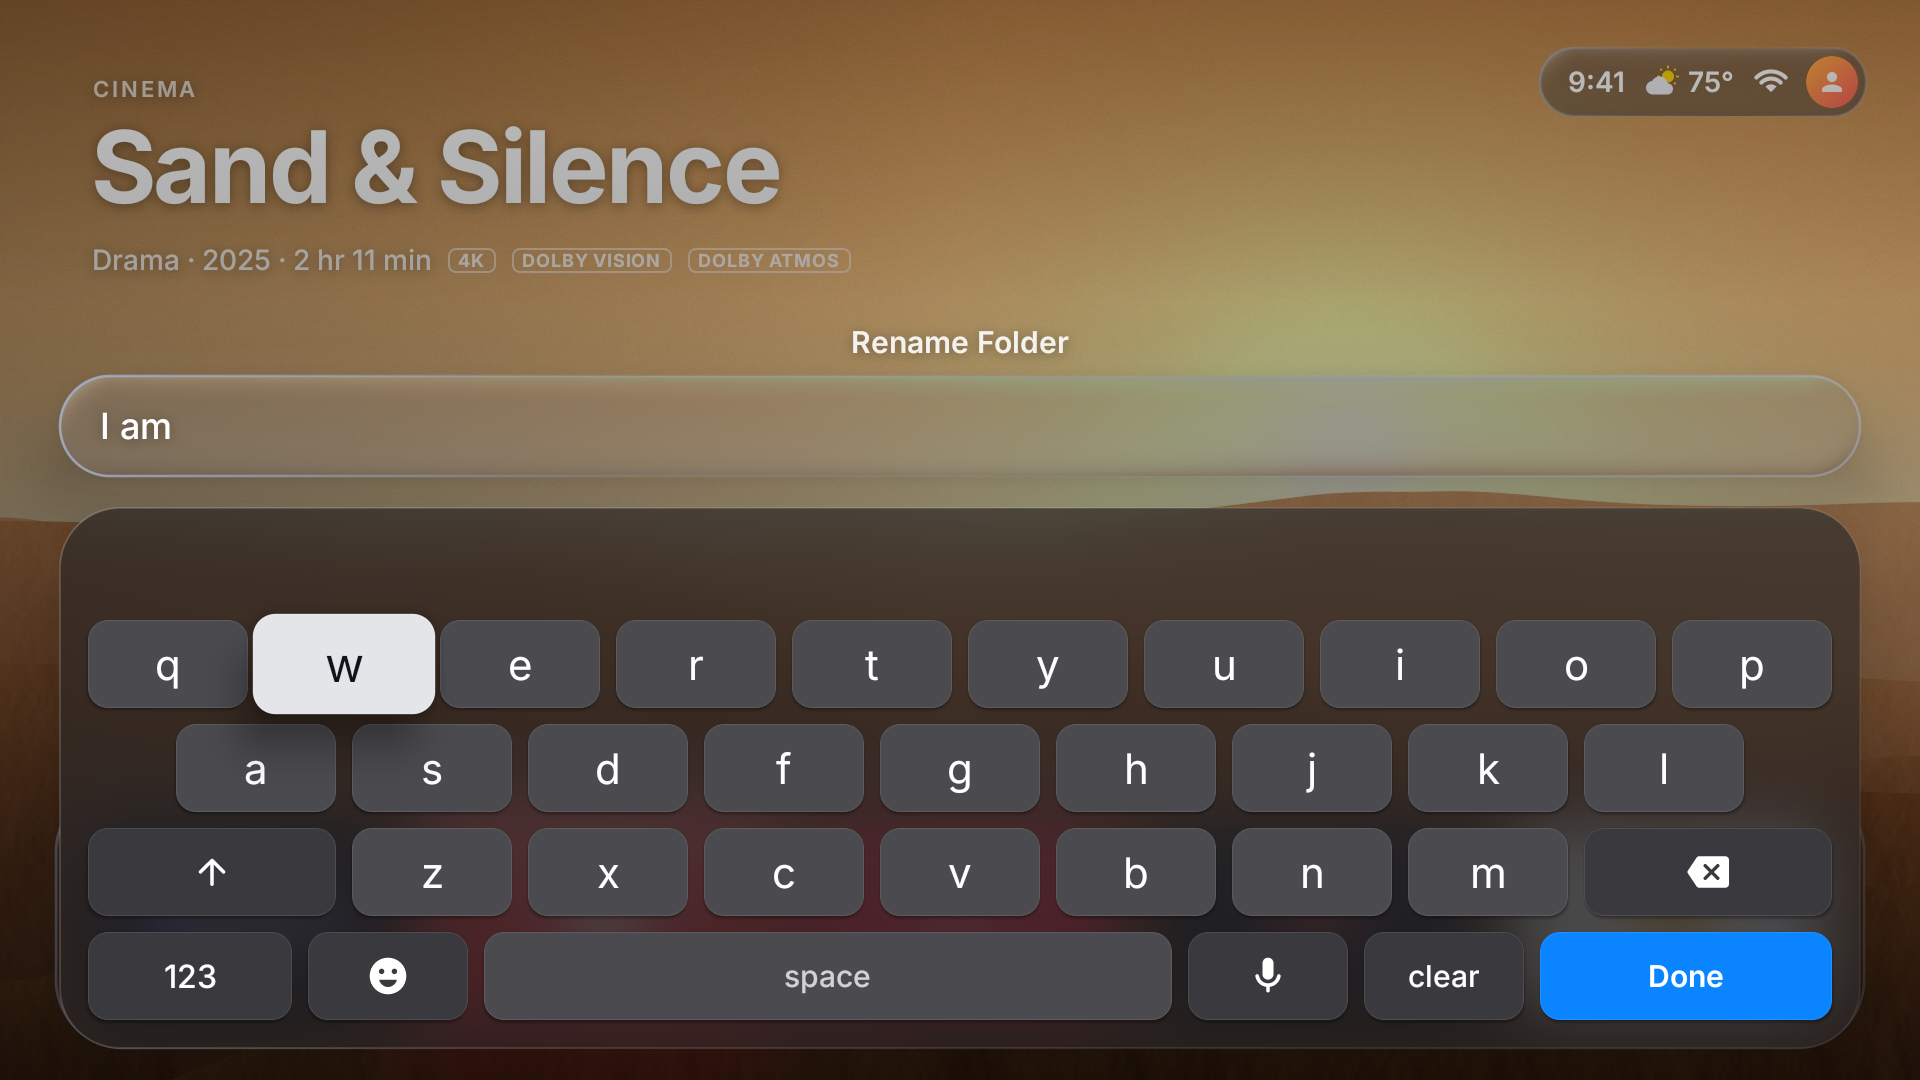 CINEMA
9:41 75°
Sand & Silence
Drama · 2025 · 2 hr 11 min 4K DOLBY VISION DOLBY ATMOS
Rename Folder
I am
q w e r t y u i o p
a s d f g h j k l
z x c v b n m
123 space clear Done